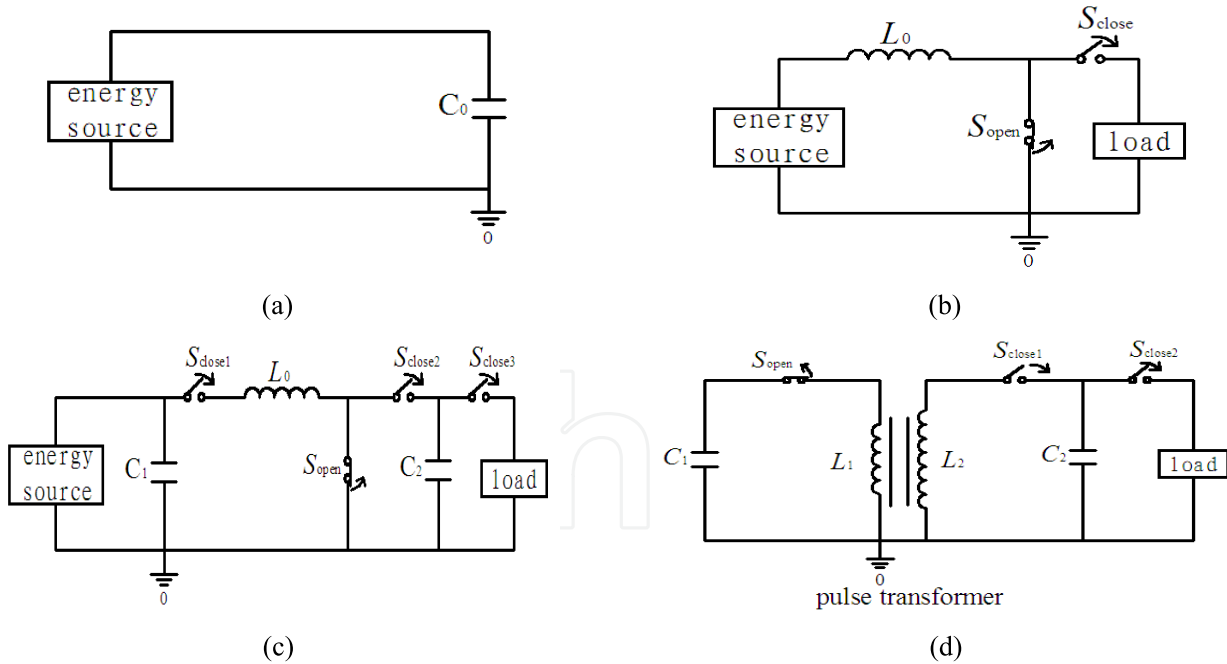 energy
source
C0
0
(a)
L0
Sclose
energy
source
Sopen
load
0
(b)
Sclose1
L0
Sclose2
Sclose3
energy
source
C1
Sopen
C2
load
0
(c)
Sopen
Sclose1
Sclose2
C1
L1
L2
C2
load
0
pulse transformer
(d)
h